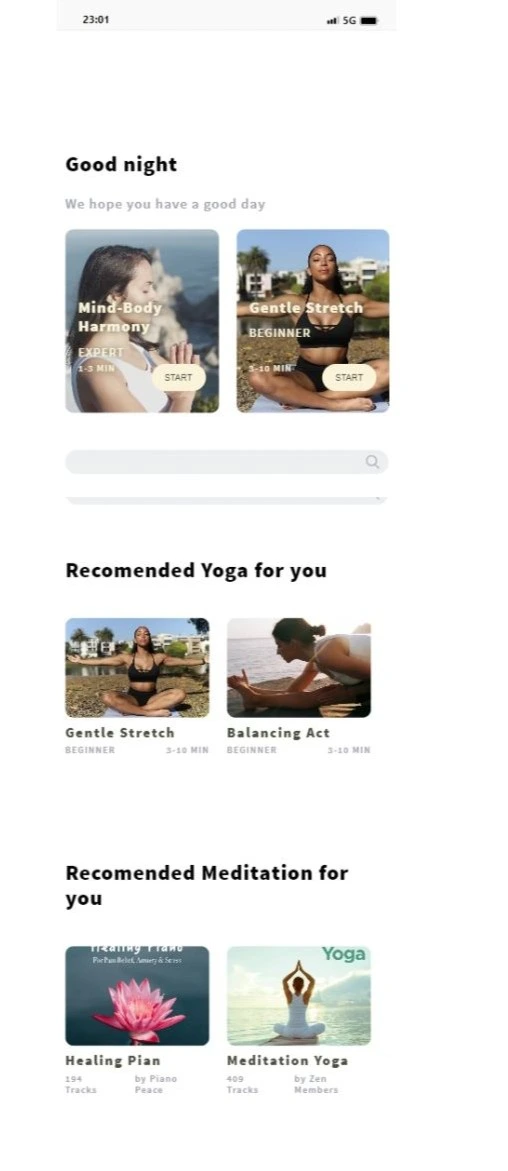 23:01
5G
Good night
We hope you have a good day
Mind-Body
Harmony
EXPERT
1-3 MIN
START
Gentle Stretch
BEGINNER
3-10 MIN
START
Recomended Yoga for you
Gentle Stretch
BEGINNER 3-10 MIN
Balancing Act
BEGINNER 3-10 MIN
Recomended Meditation for
you
Healing Piano
For Pain Relief, Anxiety & Stress
Yoga
Healing Pian
194 by Piano
Tracks Peace
Meditation Yoga
409 by Zen
Tracks Members